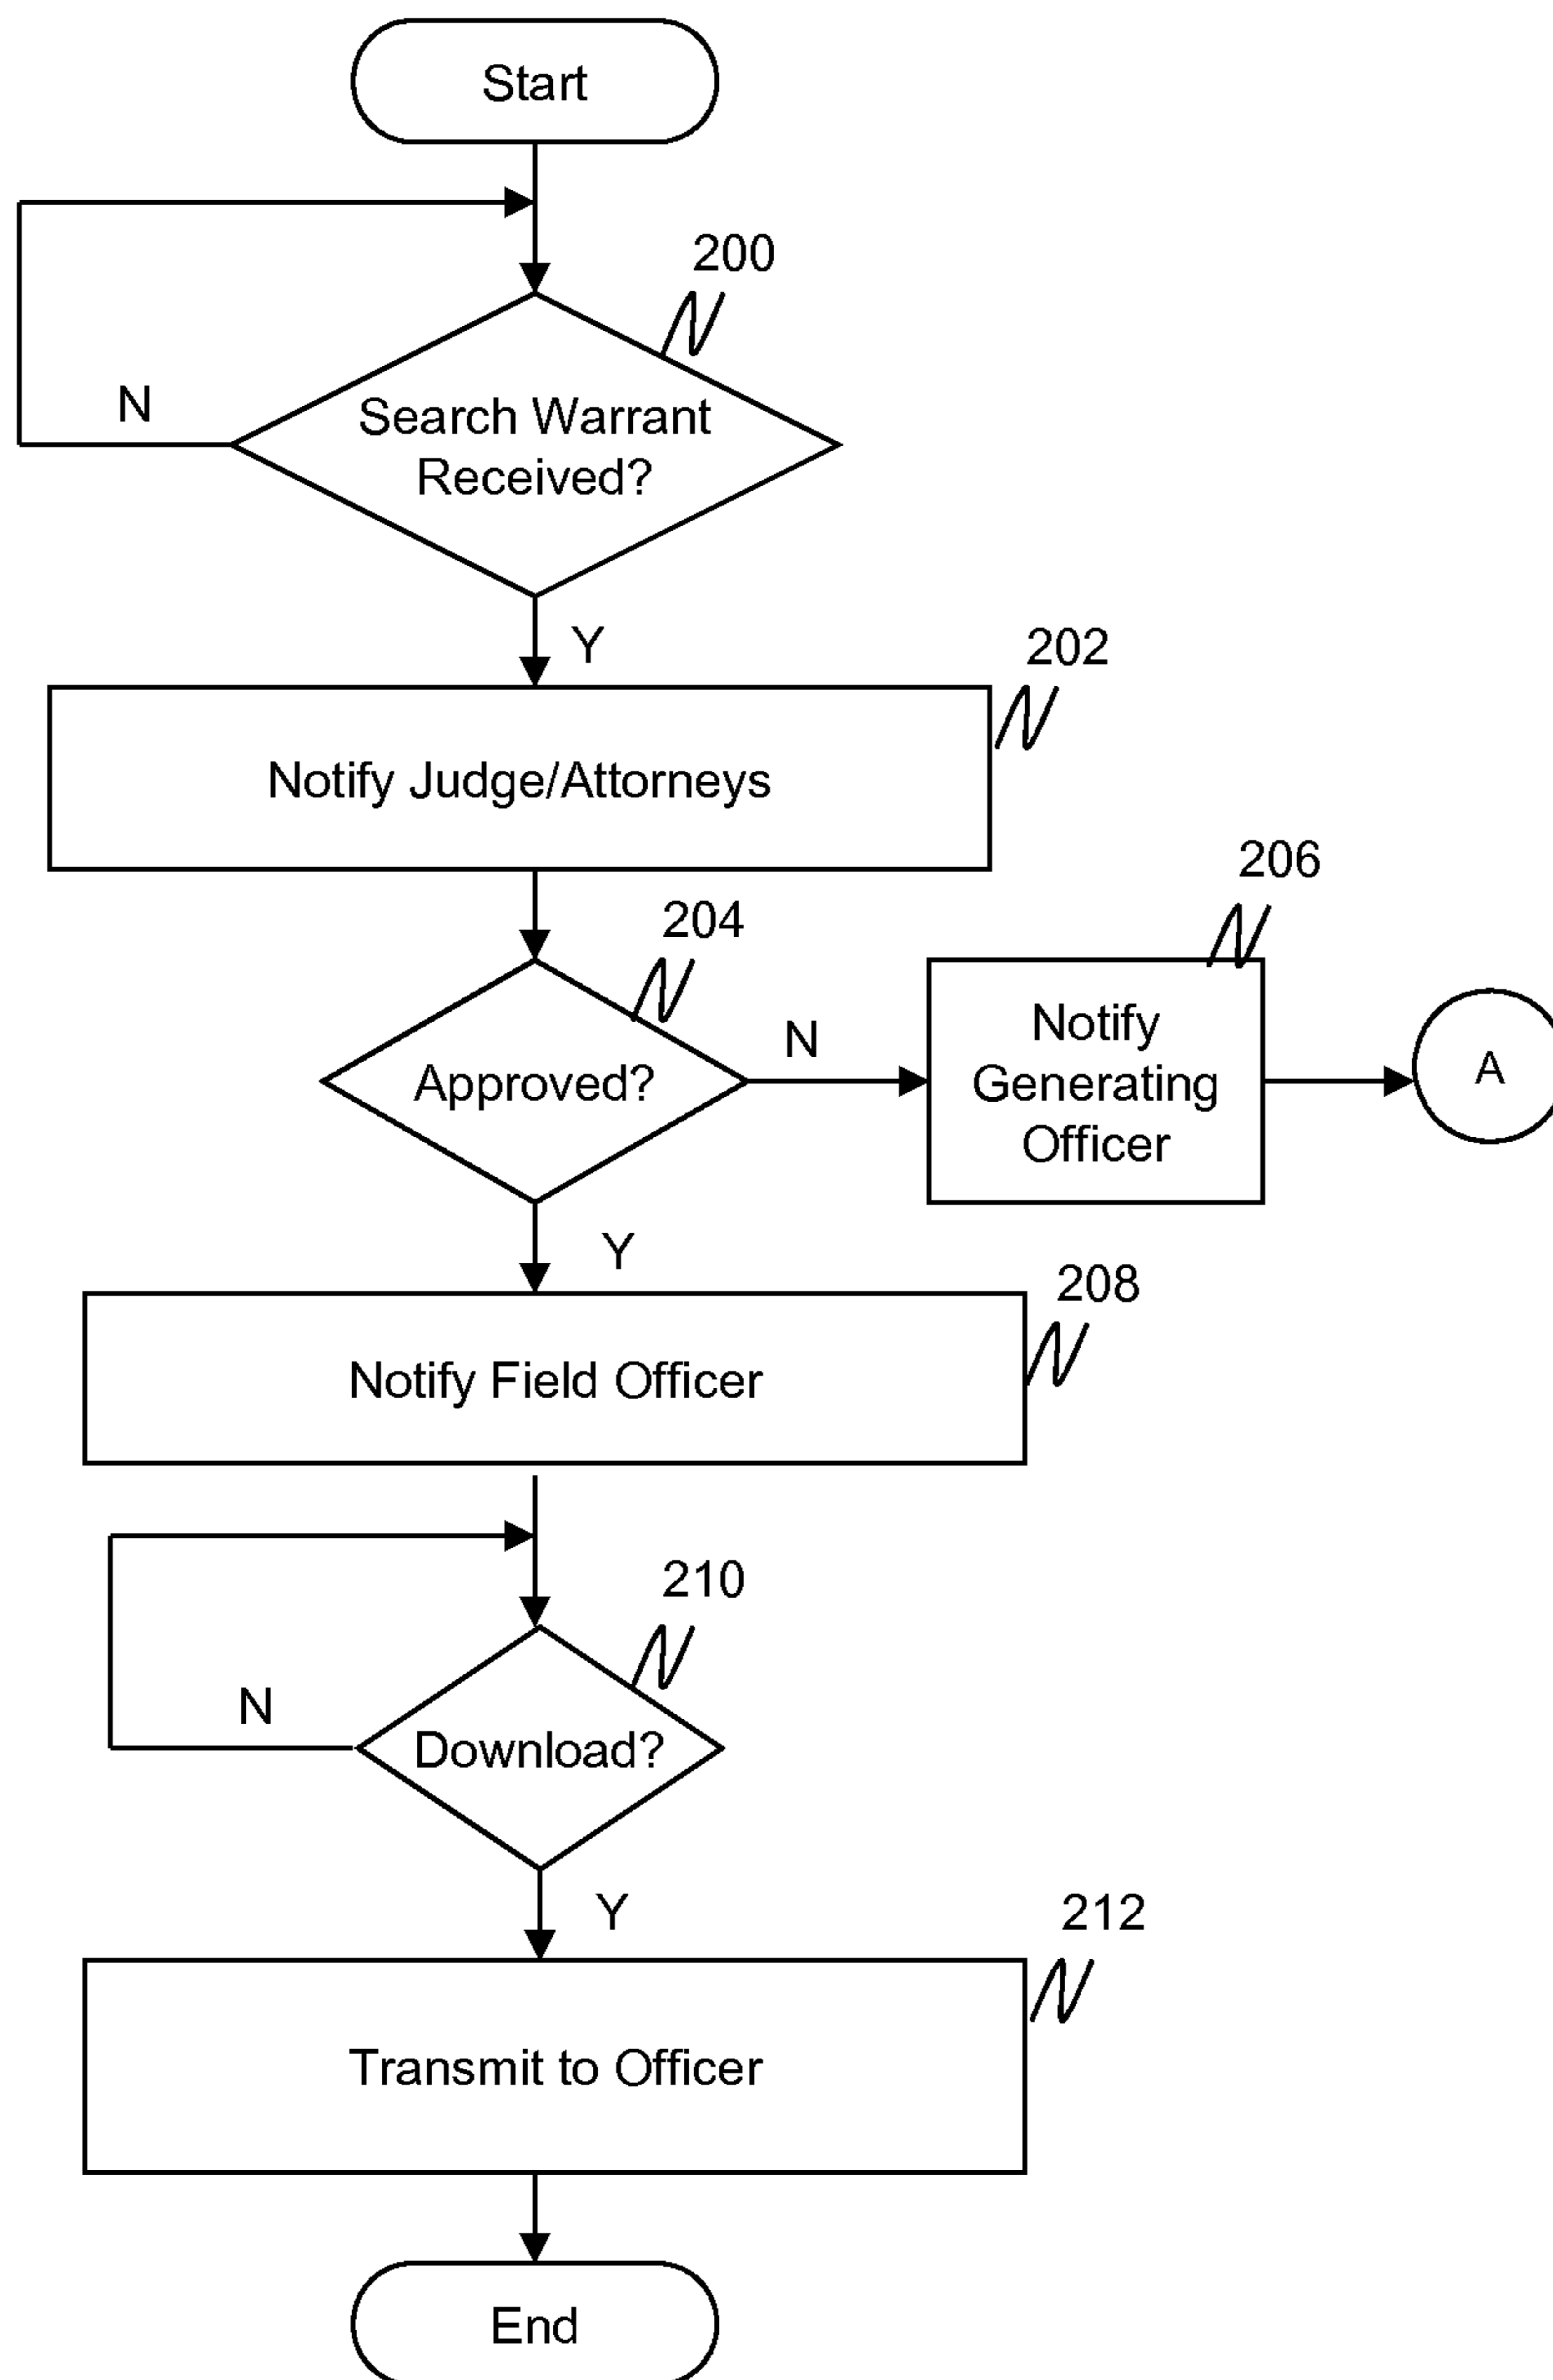 Start
200
N
Search Warrant
Received?
Y
202
Notify Judge/Attorneys
206
204
N
Notify
Generating
Officer
A
Approved?
Y
208
Notify Field Officer
210
N
Download?
Y
212
Transmit to Officer
End